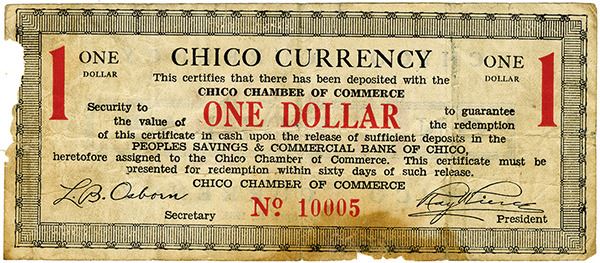 1 ONE DOLLAR CHICO CURRENCY ONE DOLLAR 1
This certifies that there has been deposited with the
CHICO CHAMBER OF COMMERCE
Security to the value of ONE DOLLAR to guarantee the redemption
of this certificate in cash upon the release of sufficient deposits in the
PEOPLES SAVINGS & COMMERCIAL BANK OF CHICO,
heretofore assigned to the Chico Chamber of Commerce. This certificate must be
presented for redemption within sixty days of such release.
CHICO CHAMBER OF COMMERCE
L. B. Osborn No 10005 Ray Pierce
Secretary President